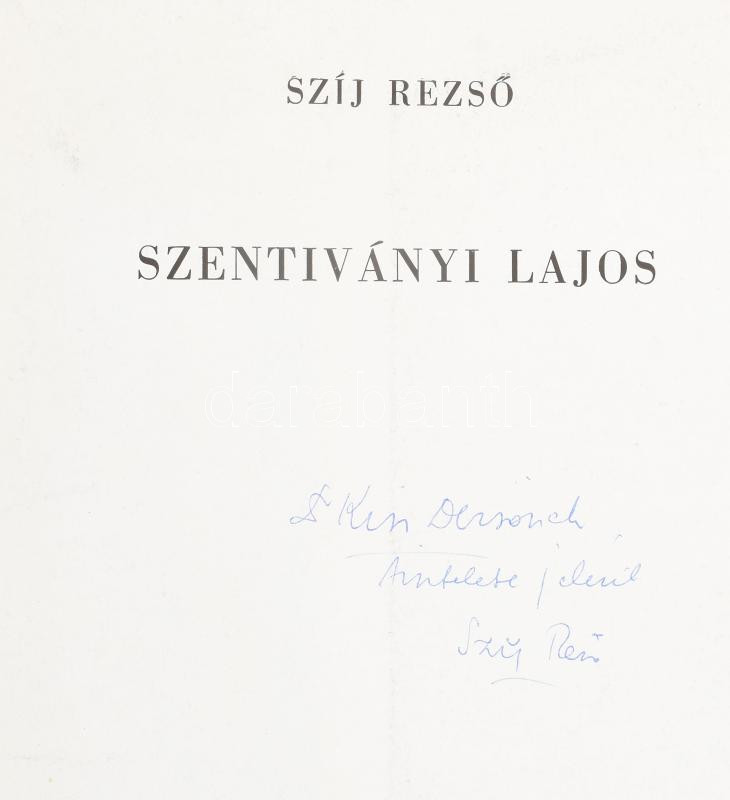 SZÍJ REZSŐ
SZENTIVÁNYI LAJOS
darabanth
Dr Kiss Dezsőnek
tisztelete jeléül
Szíj Rezső